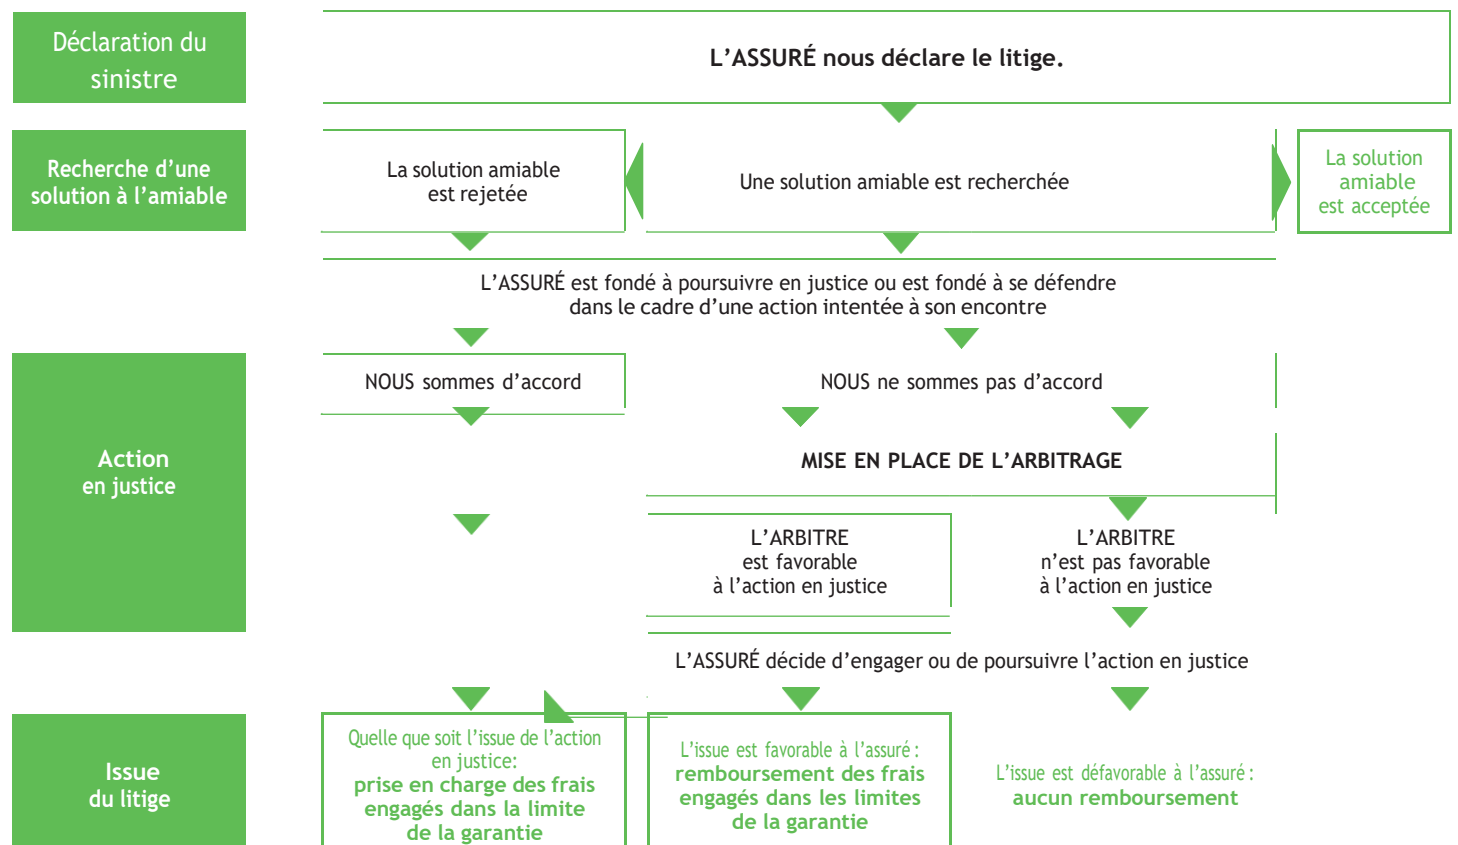 Déclaration du
sinistre
L’ASSURÉ nous déclare le litige.
Recherche d’une
solution à l’amiable
La solution amiable
est rejetée
Une solution amiable est recherchée
La solution
amiable
est acceptée
L’ASSURÉ est fondé à poursuivre en justice ou est fondé à se défendre
dans le cadre d’une action intentée à son encontre
Action
en justice
NOUS sommes d’accord
NOUS ne sommes pas d’accord
MISE EN PLACE DE L’ARBITRAGE
L’ARBITRE
est favorable
à l’action en justice
L’ARBITRE
n’est pas favorable
à l’action en justice
L’ASSURÉ décide d’engager ou de poursuivre l’action en justice
Issue
du litige
Quelle que soit l’issue de l’action
en justice:
prise en charge des frais
engagés dans la limite
de la garantie
L’issue est favorable à l’assuré :
remboursement des frais
engagés dans les limites
de la garantie
L’issue est défavorable à l’assuré :
aucun remboursement